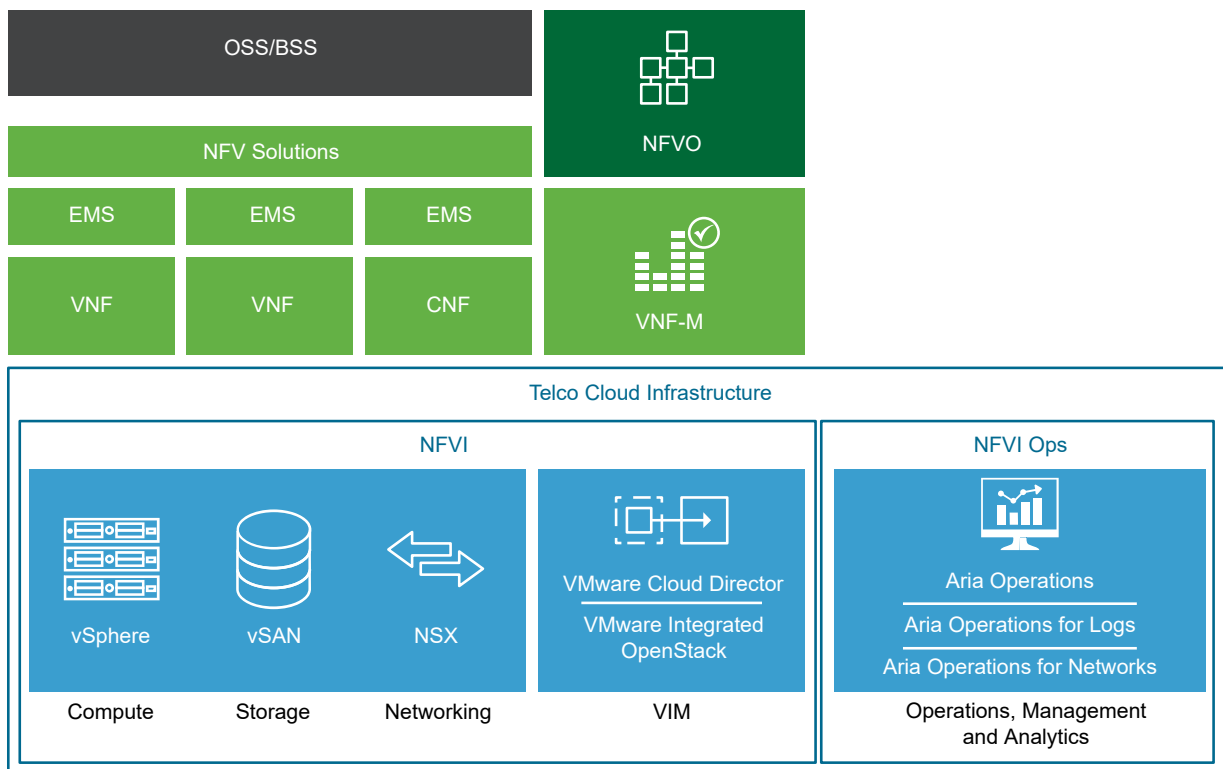 OSS/BSS
NFVO
NFV Solutions
EMS
EMS
EMS
VNF
VNF
CNF
VNF-M
Telco Cloud Infrastructure
NFVI
NFVI Ops
vSphere
vSAN
NSX
VMware Cloud Director
VMware Integrated
OpenStack
Aria Operations
Aria Operations for Logs
Aria Operations for Networks
Compute
Storage
Networking
VIM
Operations, Management
and Analytics